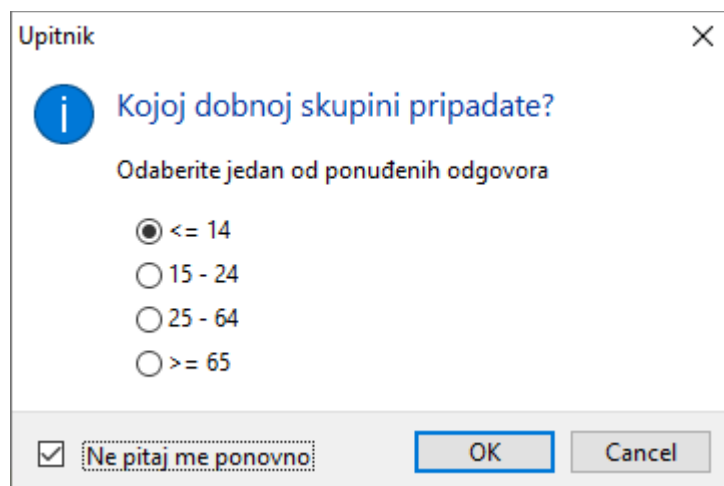 Upitnik
Kojoj dobnoj skupini pripadate?
Odaberite jedan od ponuđenih odgovora
<= 14
15 - 24
25 - 64
>= 65
Ne pitaj me ponovno
OK
Cancel